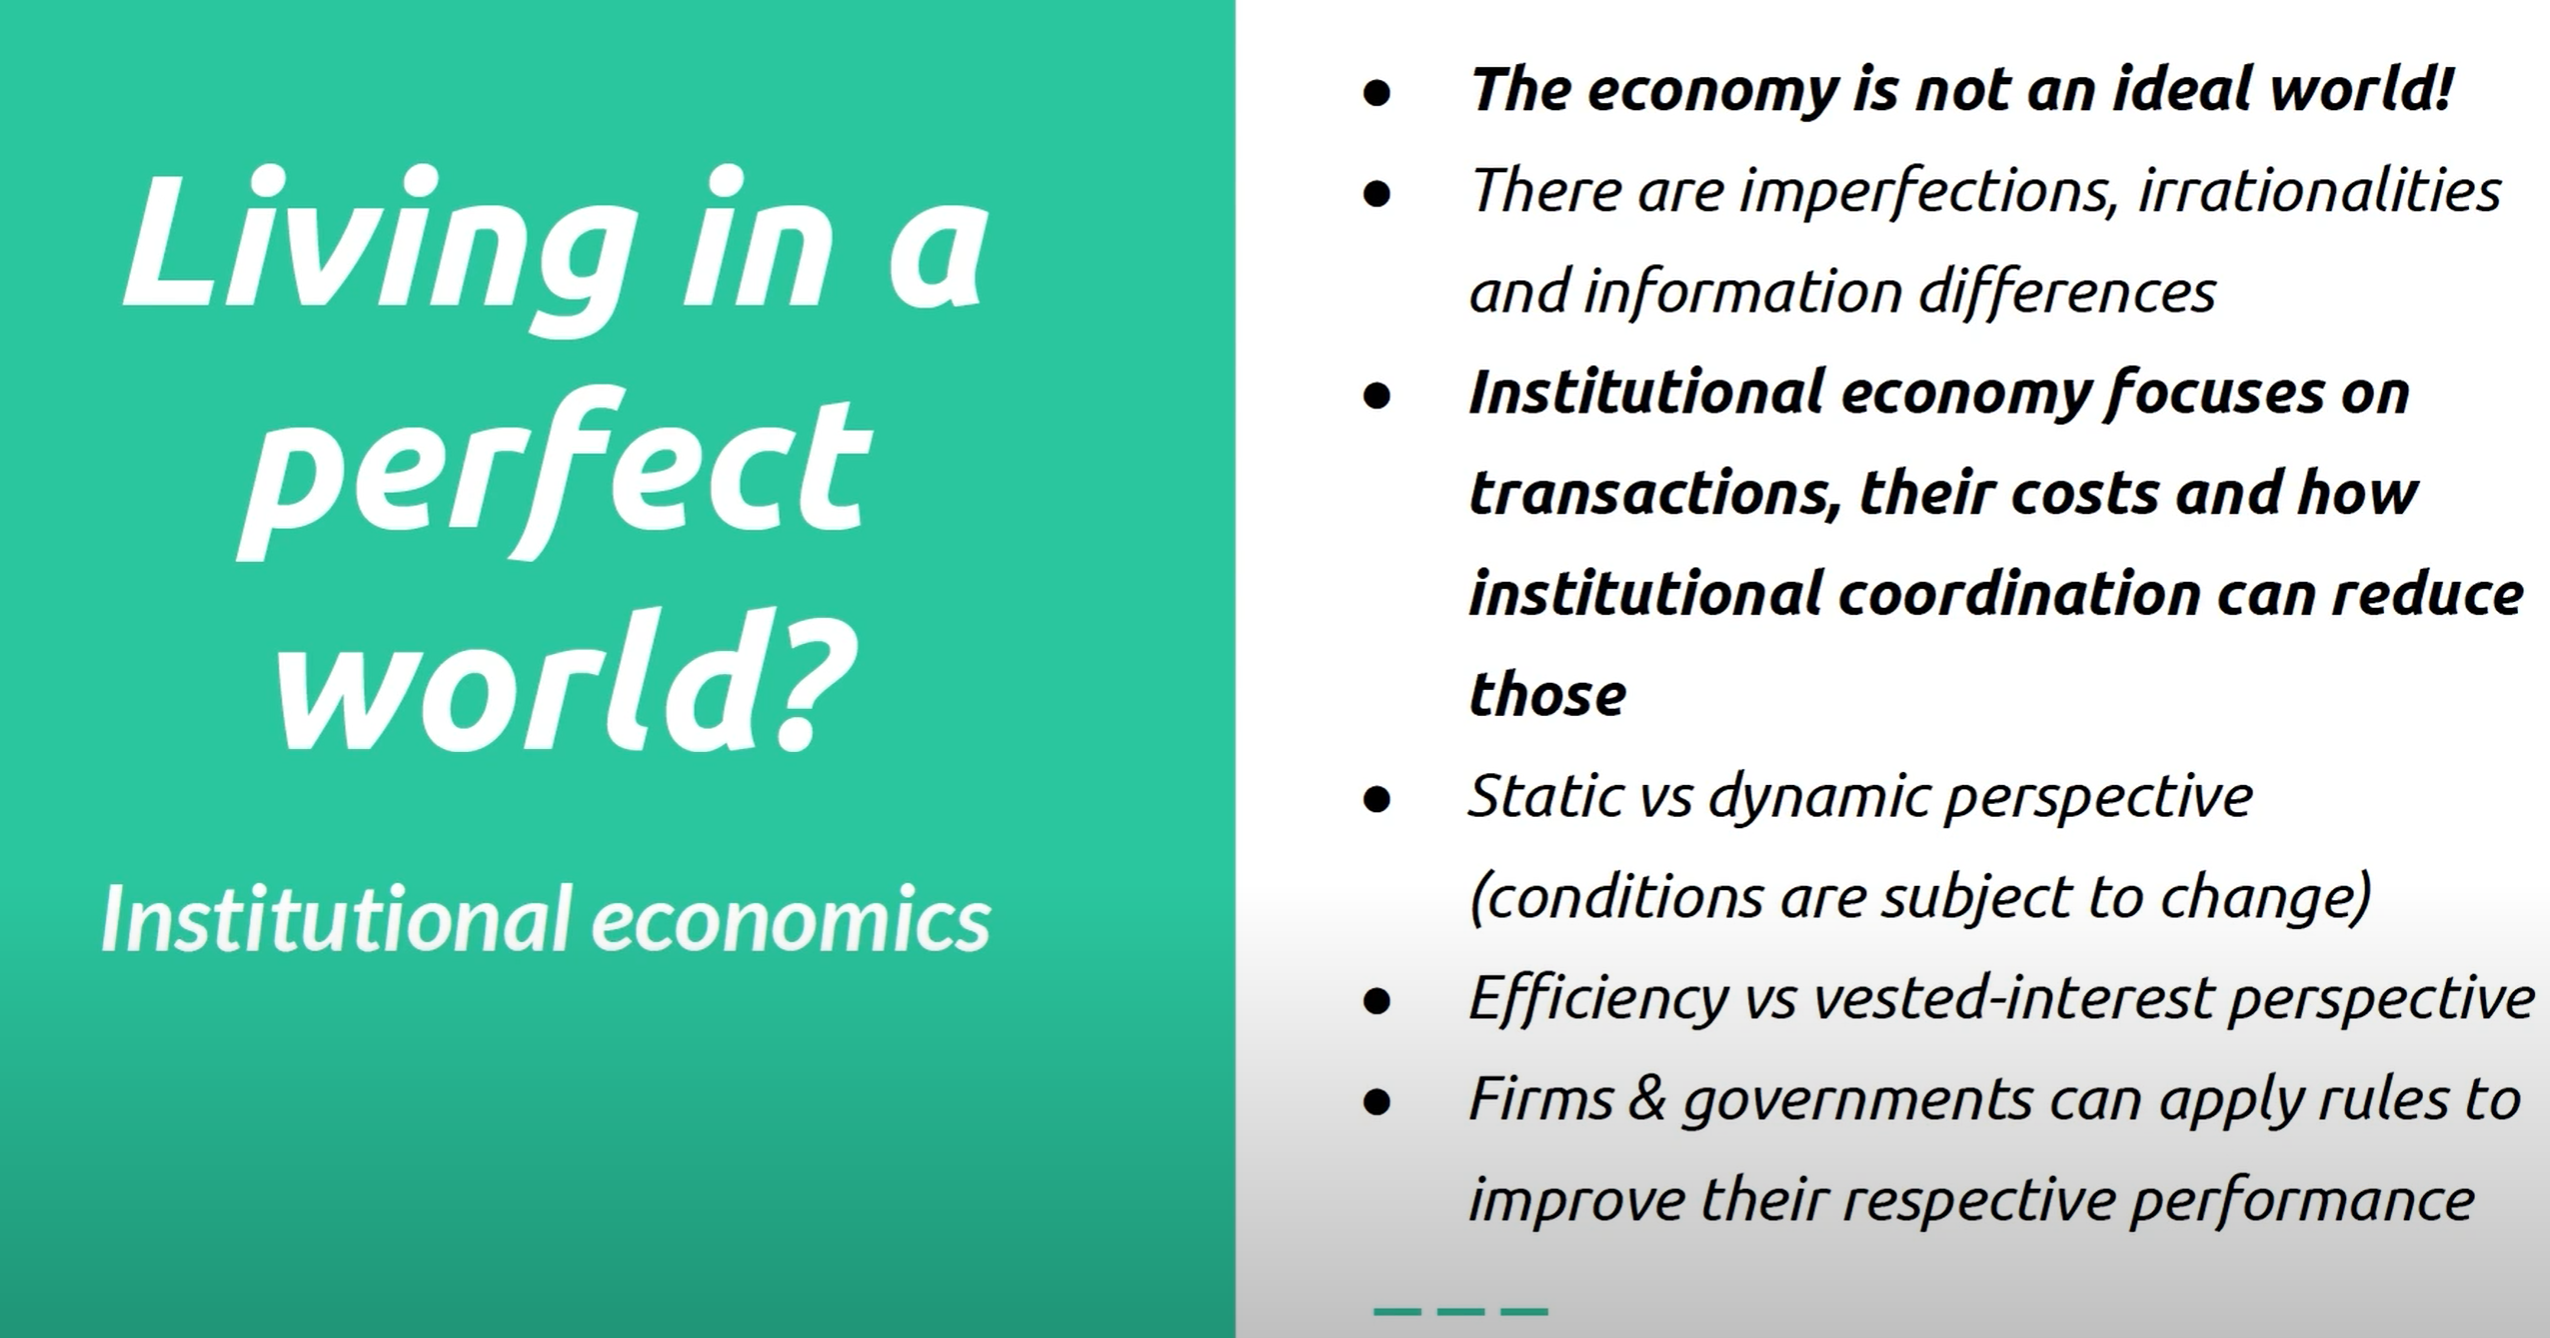 Living in a
perfect
world?
Institutional economics
● The economy is not an ideal world!
● There are imperfections, irrationalities
and information differences
● Institutional economy focuses on
transactions, their costs and how
institutional coordination can reduce
those
● Static vs dynamic perspective
(conditions are subject to change)
● Efficiency vs vested-interest perspective
● Firms & governments can apply rules to
improve their respective performance